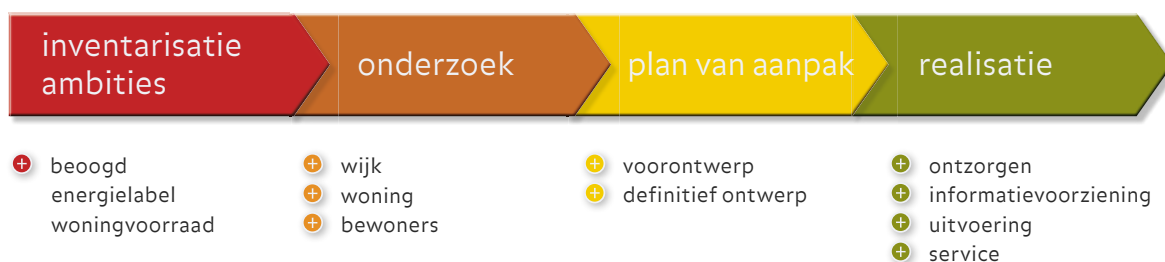 inventarisatie
ambities
onderzoek
plan van aanpak
realisatie
beoogd
energielabel
woningvoorraad
wijk
woning
bewoners
voorontwerp
definitief ontwerp
ontzorgen
informatievoorziening
uitvoering
service